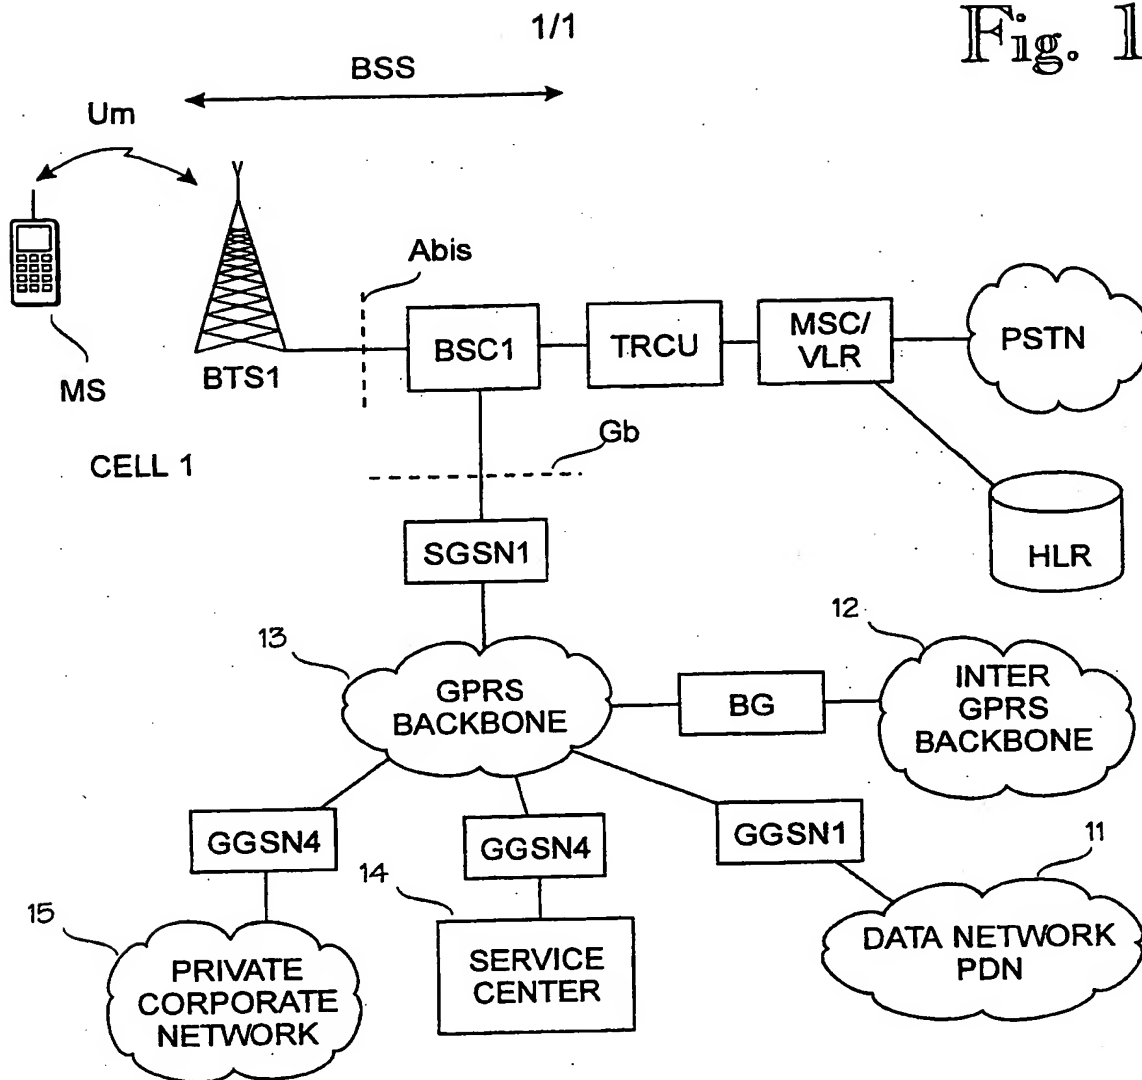 1/1
Fig. 1
BSS
Um
Abis
MS
BTS1
BSC1
TRCU
MSC/
VLR
PSTN
CELL 1
Gb
SGSN1
HLR
13
12
GPRS
BACKBONE
BG
INTER
GPRS
BACKBONE
GGSN4
GGSN4
GGSN1
11
15
14
PRIVATE
CORPORATE
NETWORK
SERVICE
CENTER
DATA NETWORK
PDN